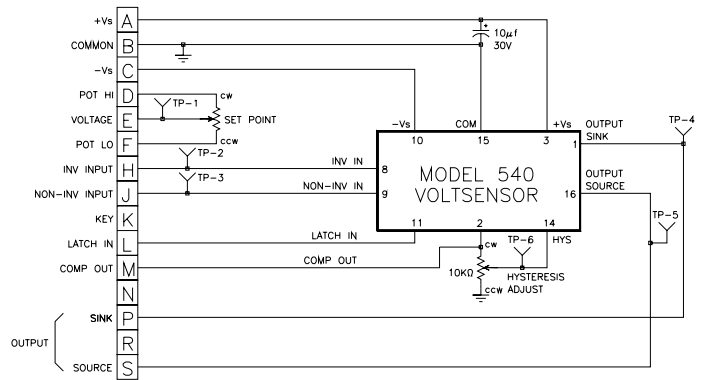 +Vs A
COMMON B
-Vs C
POT HI D
VOLTAGE E
POT LO F
INV INPUT H
NON-INV INPUT J
KEY K
LATCH IN L
COMP OUT M
N
SINK P
R
SOURCE S
OUTPUT
+
10µf
30V
cw
TP-1
SET POINT
ccw
TP-2
INV IN
TP-3
NON-INV IN
LATCH IN
COMP OUT
-Vs
10
COM
15
+Vs
3
OUTPUT
SINK
1
TP-4
8
MODEL 540
VOLTSENSOR
9
OUTPUT
SOURCE
16
TP-5
11
2
14
HYS
cw
TP-6
10KΩ
HYSTERESIS
ADJUST
ccw